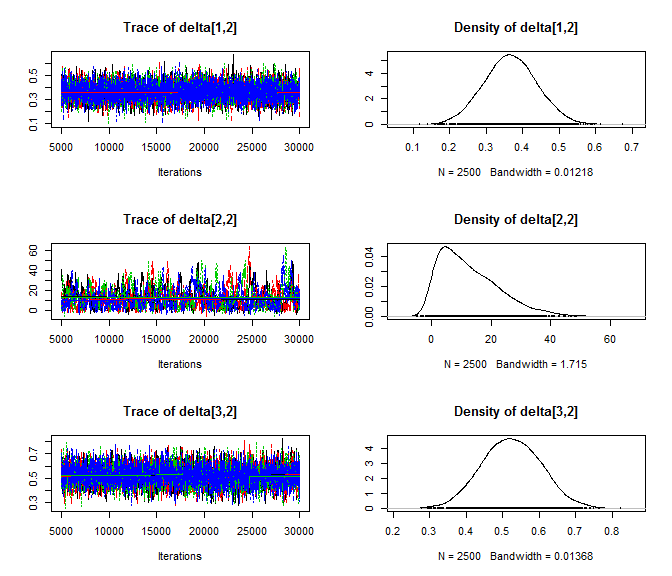 Trace of delta[1,2]
0.1 0.3 0.5
5000 10000 15000 20000 25000 30000
Iterations
Density of delta[1,2]
0 2 4
0.1 0.2 0.3 0.4 0.5 0.6 0.7
N = 2500 Bandwidth = 0.01218
Trace of delta[2,2]
0 20 40 60
5000 10000 15000 20000 25000 30000
Iterations
Density of delta[2,2]
0.00 0.02 0.04
0 20 40 60
N = 2500 Bandwidth = 1.715
Trace of delta[3,2]
0.3 0.5 0.7
5000 10000 15000 20000 25000 30000
Iterations
Density of delta[3,2]
0 1 2 3 4
0.2 0.3 0.4 0.5 0.6 0.7 0.8
N = 2500 Bandwidth = 0.01368